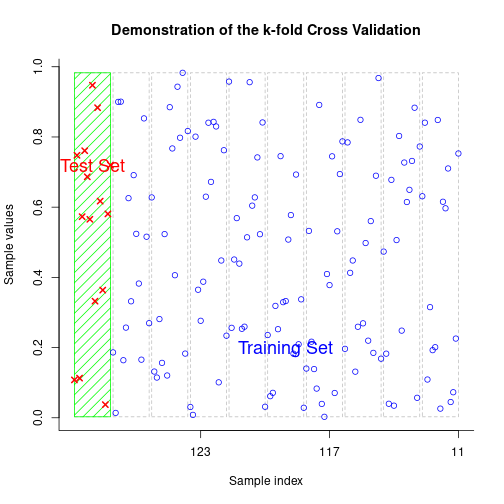 Demonstration of the k-fold Cross Validation
Sample values
1.0
0.8
0.6
0.4
0.2
0.0
Test Set
Training Set
123
117
11
Sample index